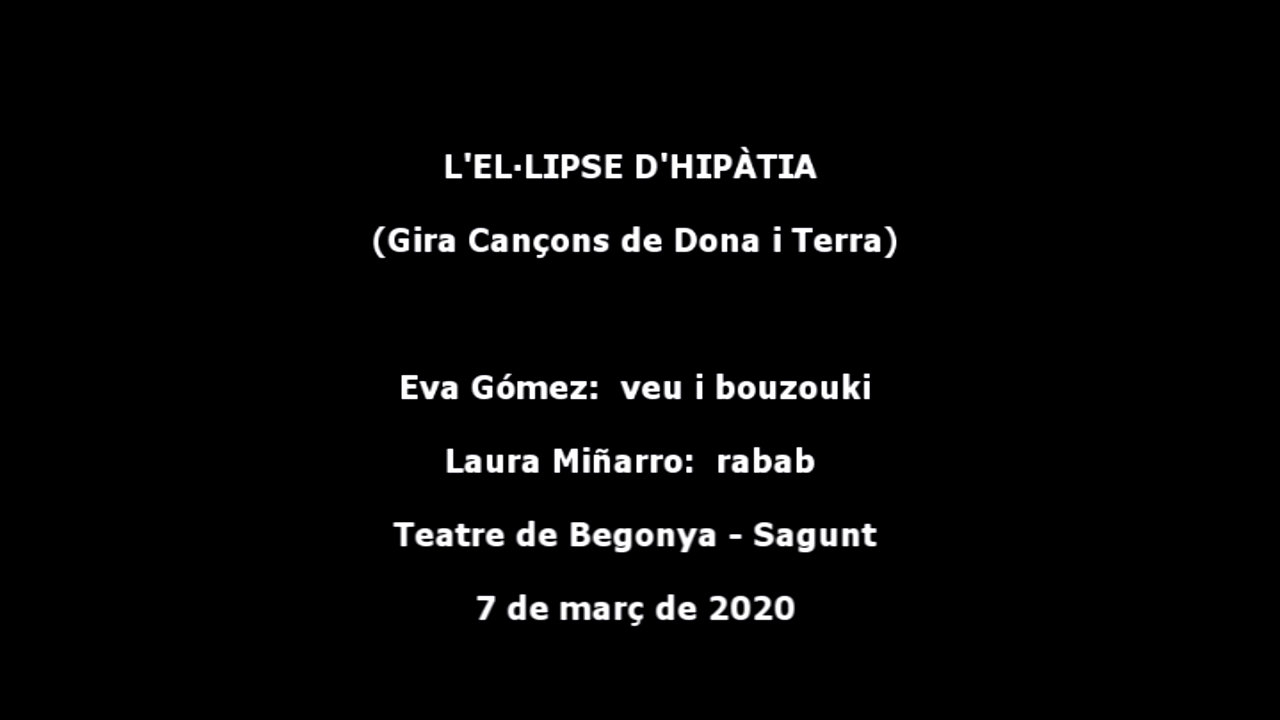 L'EL·LIPSE D'HIPÀTIA
(Gira Cançons de Dona i Terra)
Eva Gómez:  veu i bouzouki
Laura Miñarro:  rabab
Teatre de Begonya - Sagunt
7 de març de 2020